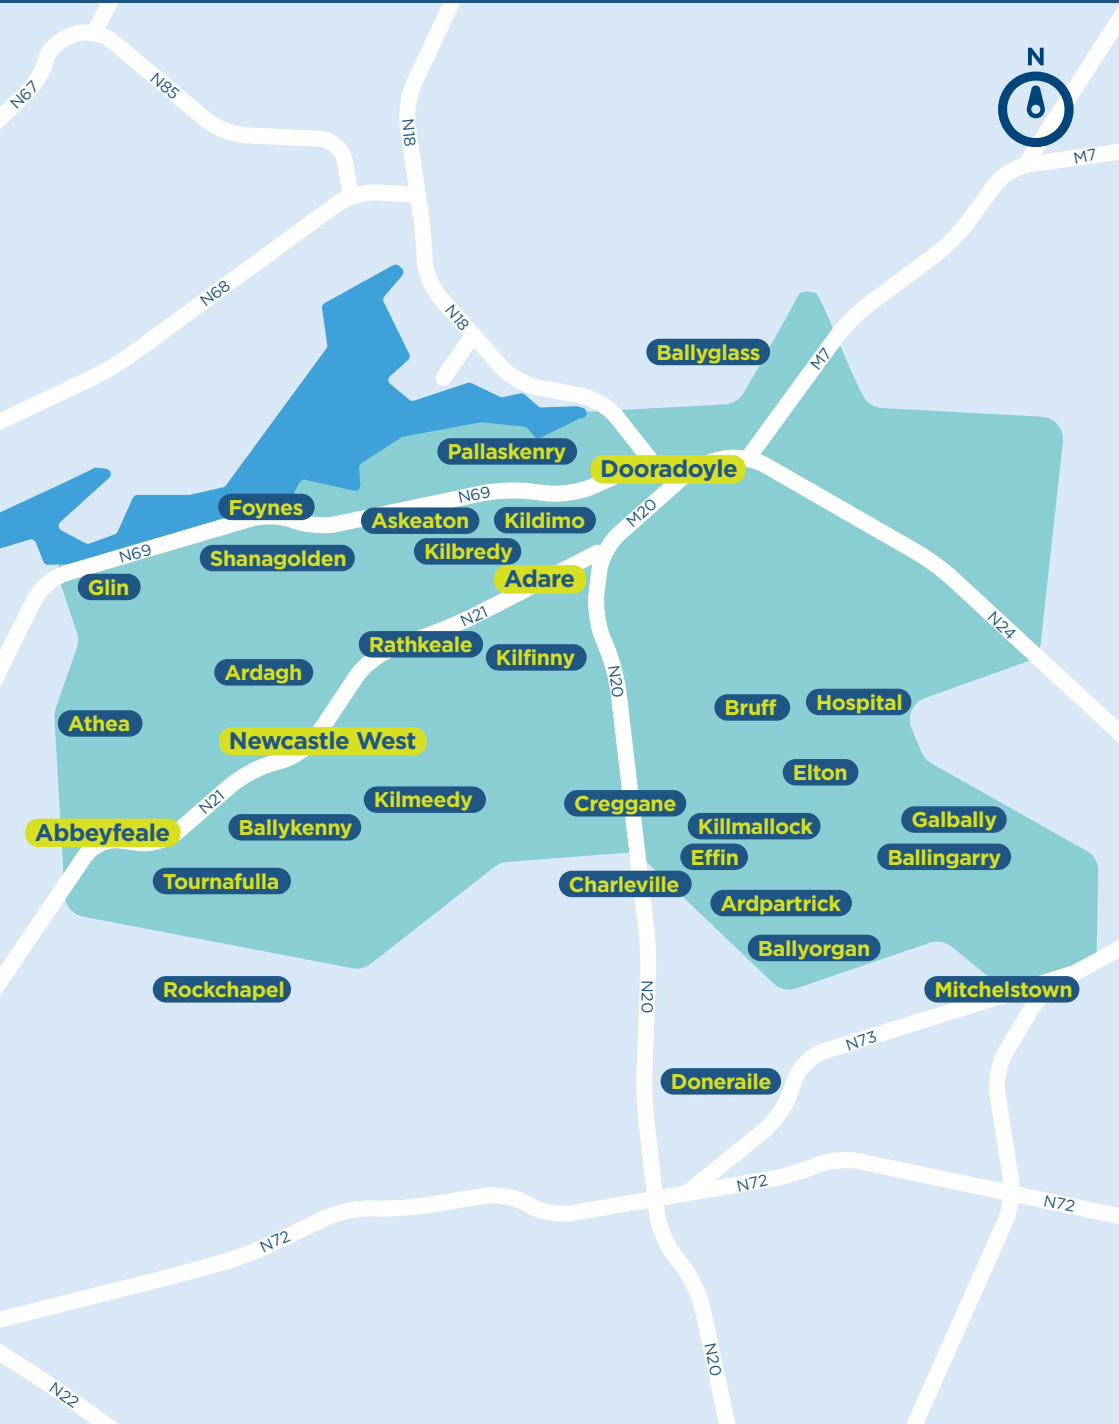 N
N67
N85
N18
M7
N68
N18
Ballyglass
M7
Pallaskenry
Dooradoyle
N69
Foynes
Askeaton
Kildimo
M20
N69
Shanagolden
Kilbredy
Adare
Glin
N21
N24
Rathkeale
Kilfinny
Ardagh
N20
Athea
Bruff
Hospital
Newcastle West
Elton
N21
Kilmeedy
Creggane
Galbally
Abbeyfeale
Ballykenny
Killmallock
Effin
Ballingarry
Tournafulla
Charleville
Ardpartrick
Ballyorgan
Rockchapel
N20
Mitchelstown
N73
Doneraile
N72
N72
N72
N20
N22